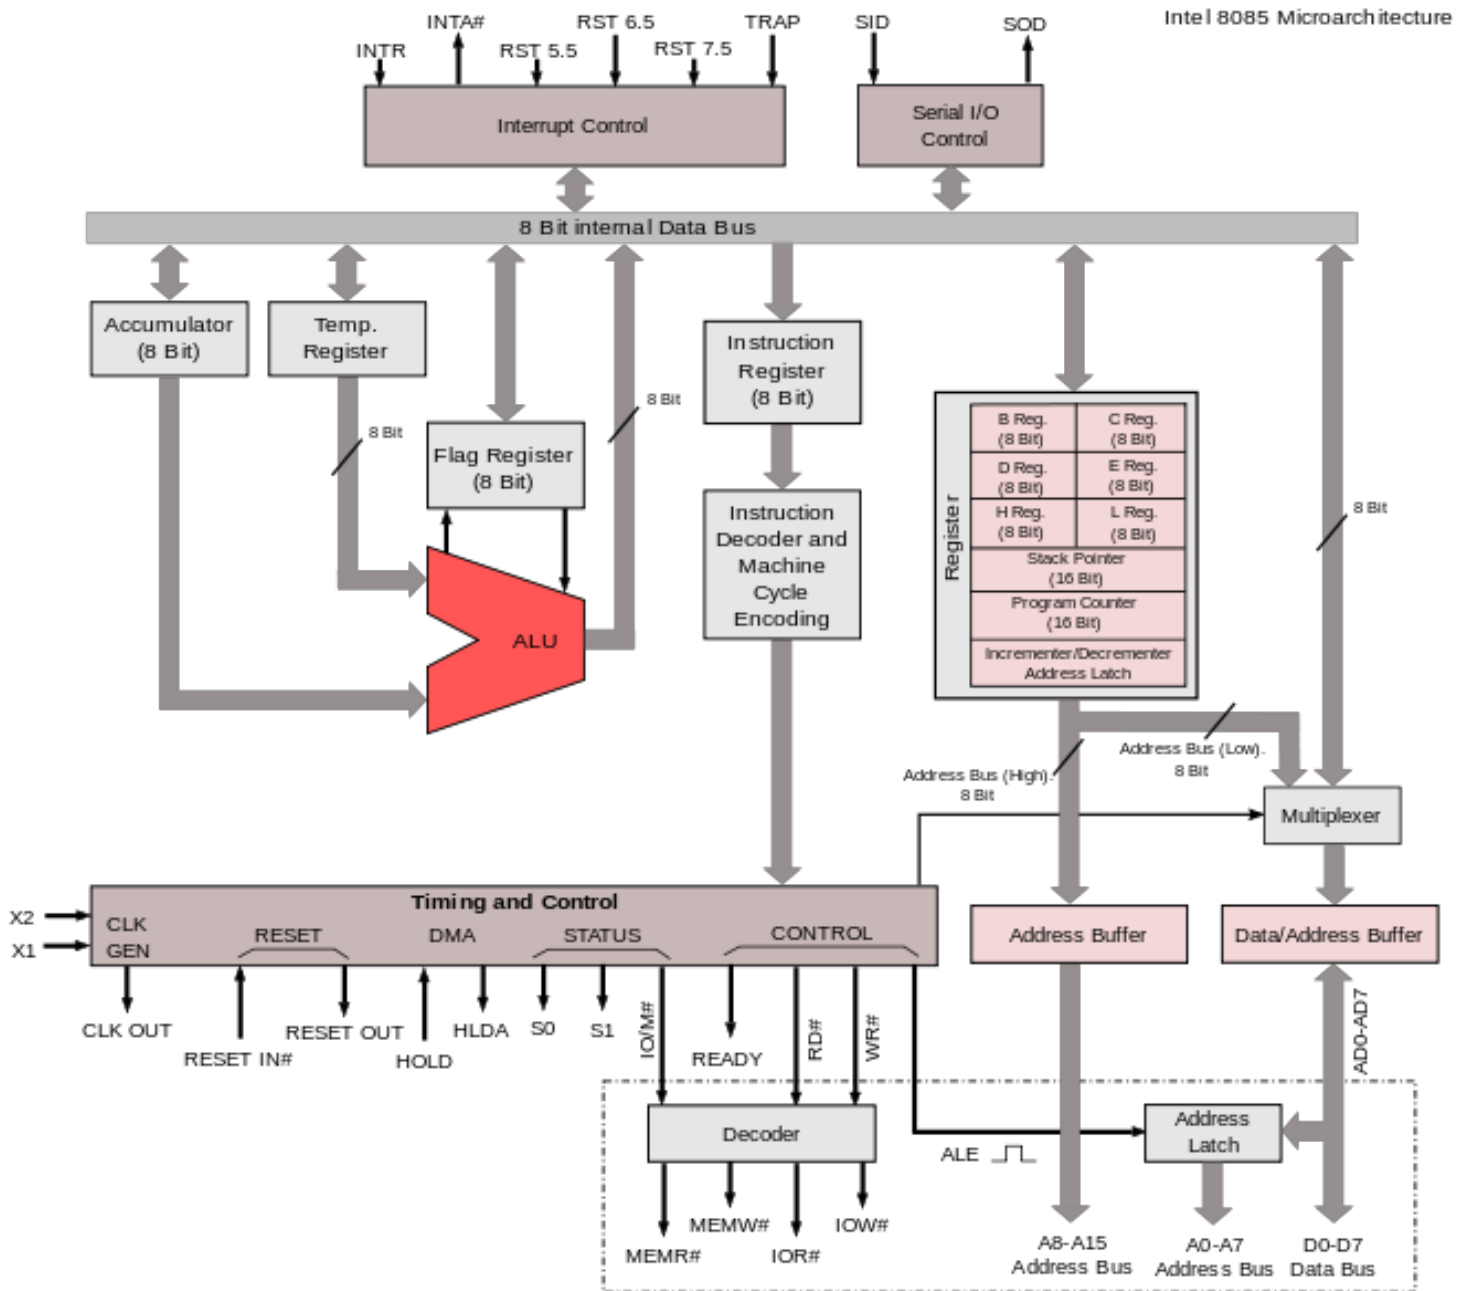 Intel 8085 Microarchitecture
INTA#
RST 6.5
TRAP
SID
SOD
INTR
RST 5.5
RST 7.5
Interrupt Control
Serial I/O
Control
8 Bit internal Data Bus
Accumulator
(8 Bit)
Temp.
Register
Instruction
Register
(8 Bit)
8 Bit
8 Bit
Flag Register
(8 Bit)
B Reg.
(8 Bit)
C Reg.
(8 Bit)
D Reg.
(8 Bit)
E Reg.
(8 Bit)
H Reg.
(8 Bit)
L Reg.
(8 Bit)
Stack Pointer
(16 Bit)
Program Counter
(16 Bit)
Incrementer/Decrementer
Address Latch
Register
8 Bit
Instruction
Decoder and
Machine
Cycle
Encoding
ALU
Address Bus (Low).
8 Bit
Address Bus (High).
8 Bit
Multiplexer
Timing and Control
X2
X1
CLK
GEN
RESET
DMA
STATUS
CONTROL
Address Buffer
Data/Address Buffer
CLK OUT
RESET IN#
RESET OUT
HOLD
HLDA
S0
S1
IO/M#
READY
RD#
WR#
AD0-AD7
Decoder
Address
Latch
ALE
MEMR#
MEMW#
IOR#
IOW#
A8-A15
Address Bus
A0-A7
Address Bus
D0-D7
Data Bus